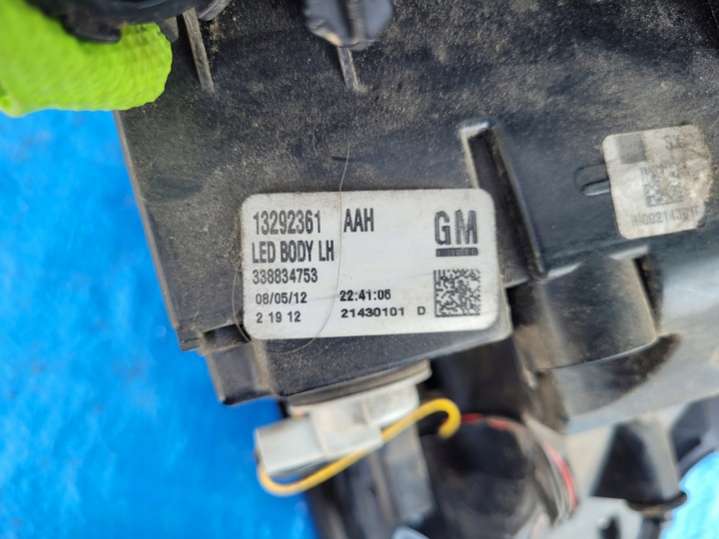 13292361 AAH
GM
LED BODY LH
338834753
08/05/12 22:41:06
2 19 12 21430101 D